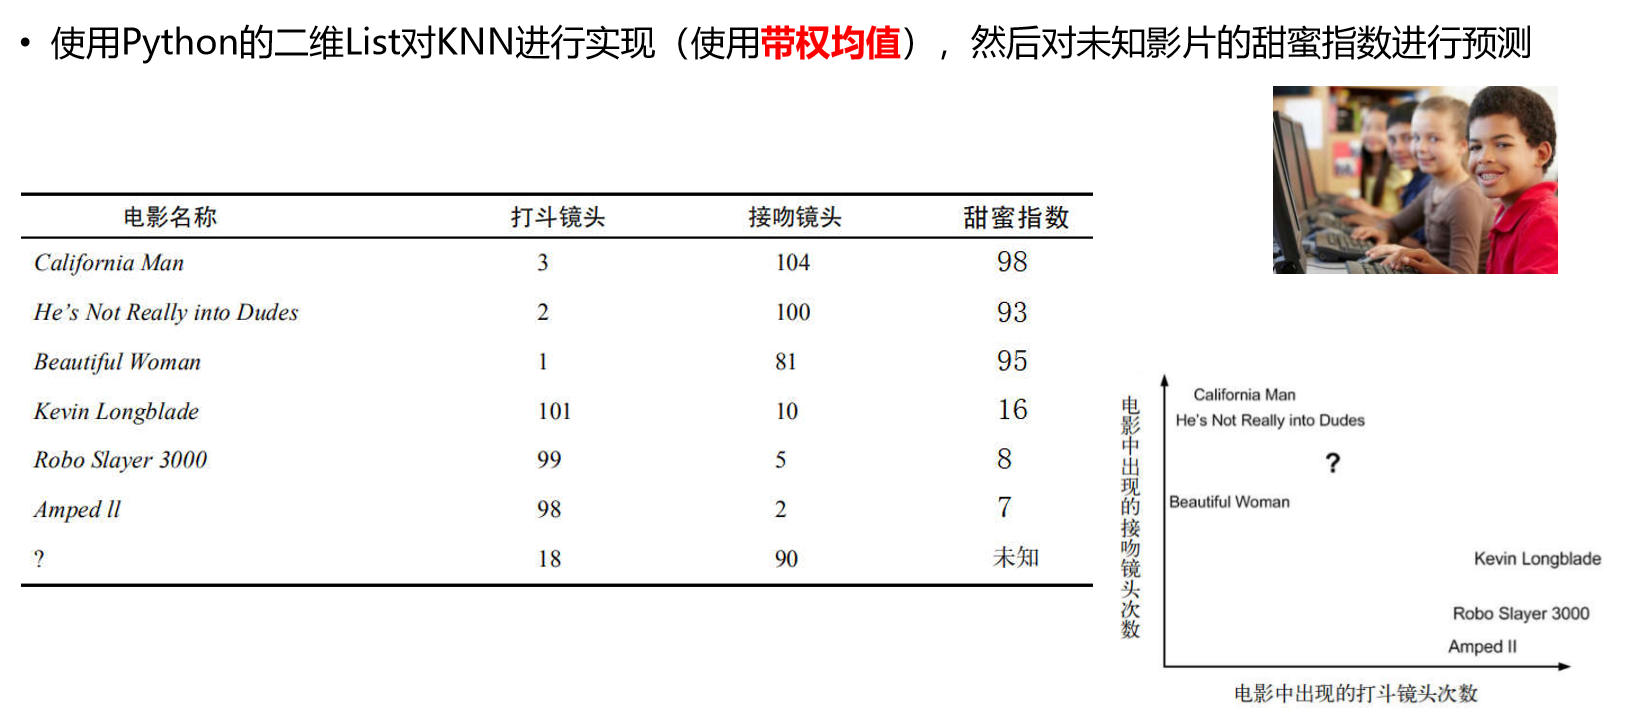 • 使用Python的二维List对KNN进行实现（使用带权均值），然后对未知影片的甜蜜指数进行预测
电影名称 打斗镜头 接吻镜头 甜蜜指数
California Man 3 104 98
He's Not Really into Dudes 2 100 93
Beautiful Woman 1 81 95
Kevin Longblade 101 10 16
Robo Slayer 3000 99 5 8
Amped ll 98 2 7
? 18 90 未知
电影中出现的接吻镜头次数
California Man
He's Not Really into Dudes
?
Beautiful Woman
Kevin Longblade
Robo Slayer 3000
Amped II
电影中出现的打斗镜头次数